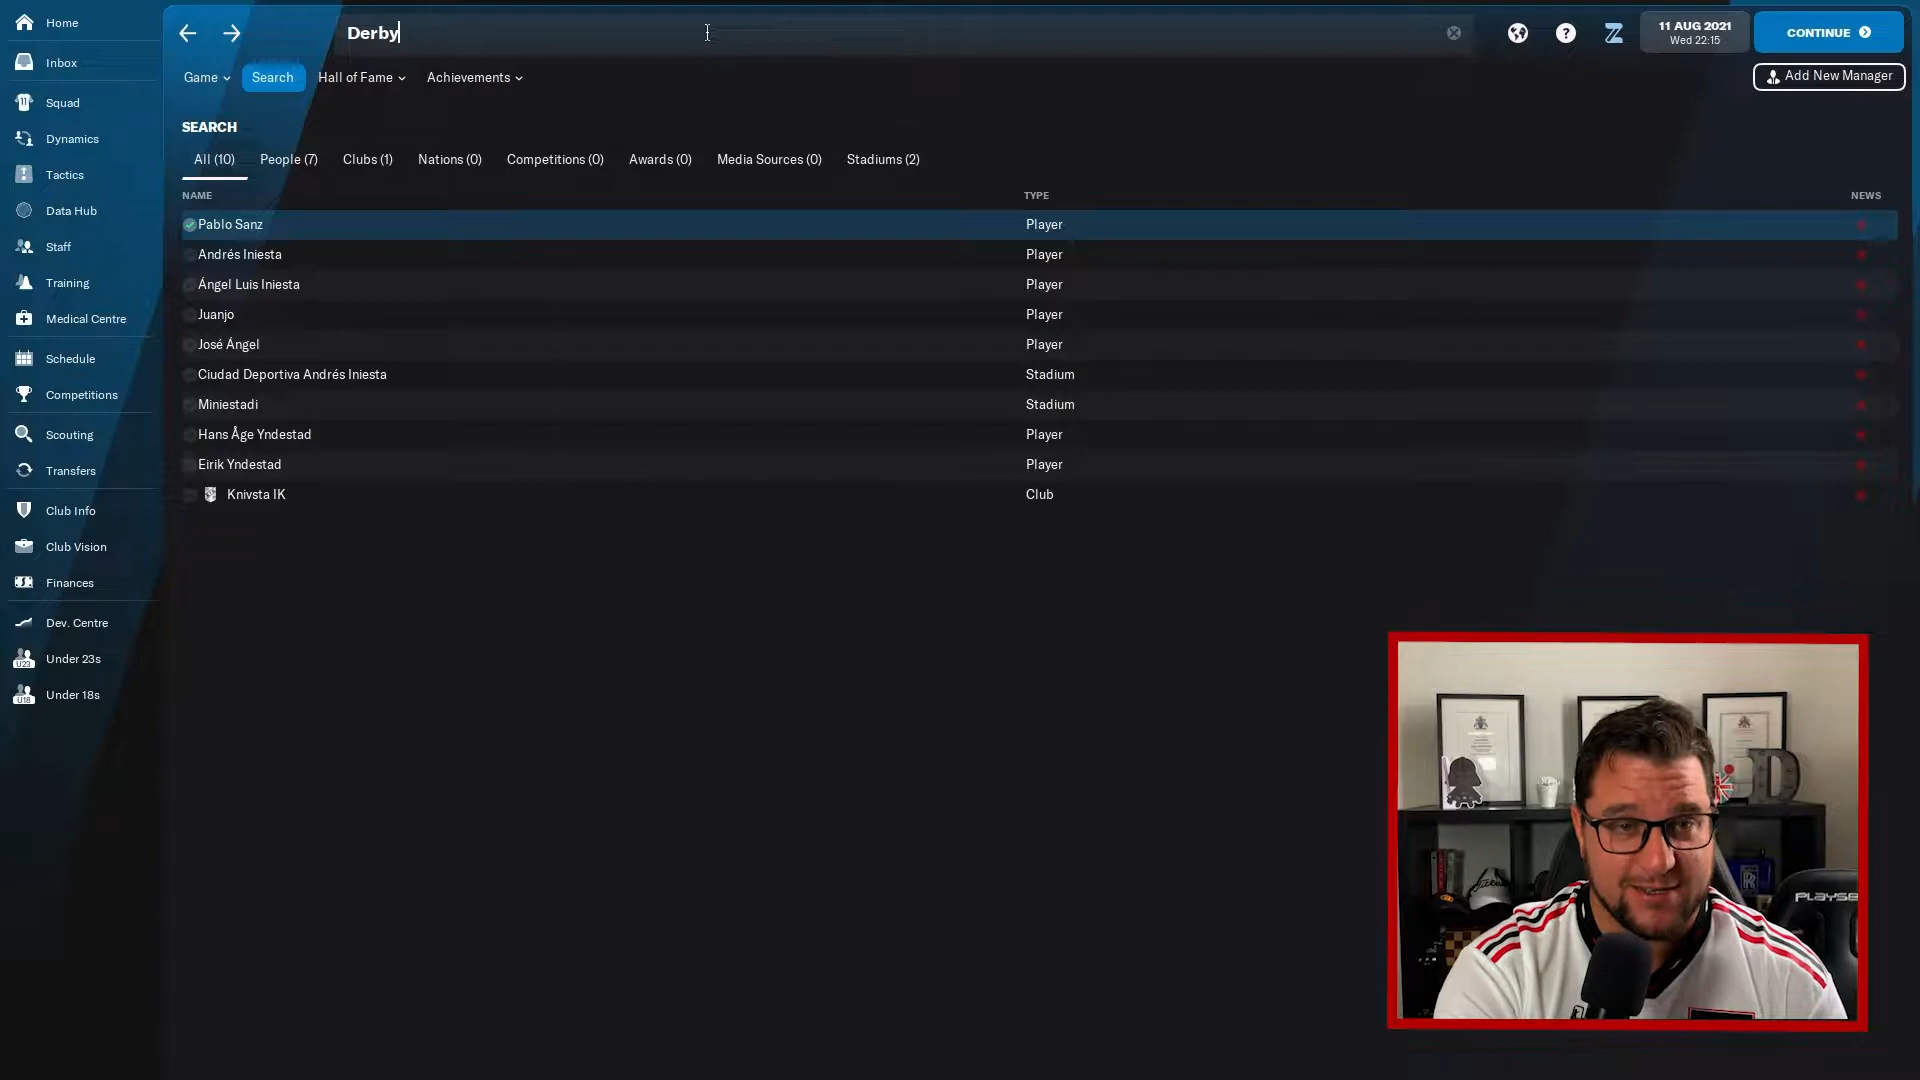 Home
Derby
11 AUG 2021
Wed 22:15
CONTINUE
Inbox
Game
Search
Hall of Fame
Achievements
Add New Manager
Squad
Dynamics
Tactics
Data Hub
Staff
Training
Medical Centre
Schedule
Competitions
Scouting
Transfers
Club Info
Club Vision
Finances
Dev. Centre
U23
Under 23s
U18
Under 18s
SEARCH
All (10)
People (7)
Clubs (1)
Nations (0)
Competitions (0)
Awards (0)
Media Sources (0)
Stadiums (2)
NAME TYPE NEWS
Pablo Sanz Player
Andrés Iniesta Player
Ángel Luis Iniesta Player
Juanjo Player
José Ángel Player
Ciudad Deportiva Andrés Iniesta Stadium
Miniestadi Stadium
Hans Åge Yndestad Player
Eirik Yndestad Player
Knivsta IK Club
D
PLAYSE